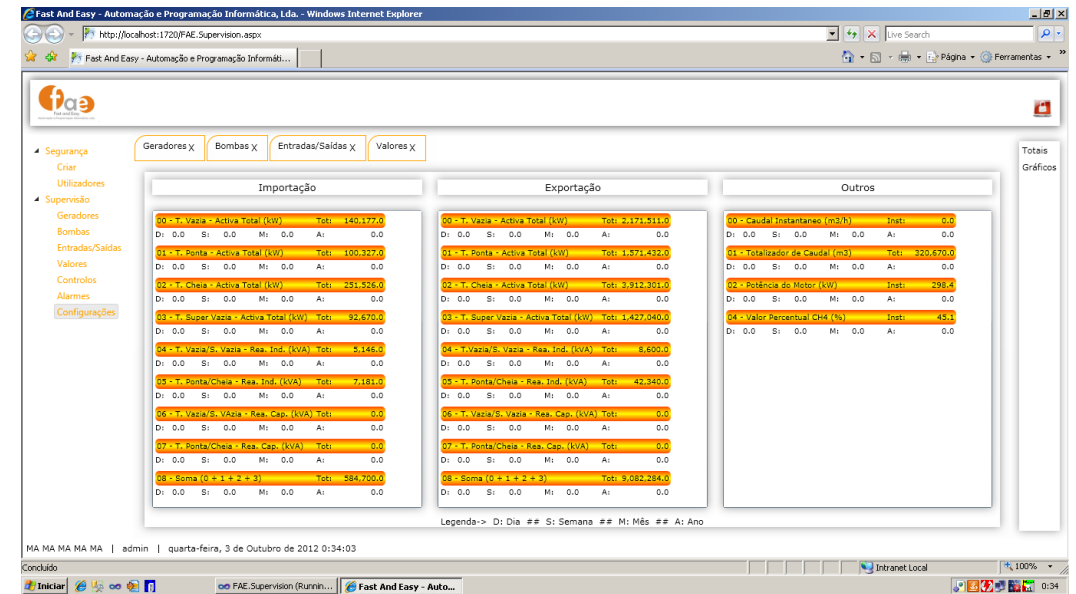 Fast And Easy - Automação e Programação Informática, Lda. - Windows Internet Explorer
http://localhost:1720/FAE.Supervision.aspx
Live Search
Fast And Easy - Automação e Programação Informáti...
Página
Ferramentas
»
fae
Fast and Easy
Geradores X
Bombas X
Entradas/Saídas X
Valores X
Segurança
Criar
Utilizadores
Supervisão
Geradores
Bombas
Entradas/Saídas
Valores
Controlos
Alarmes
Configurações
Importação
00 - T. Vazia - Activa Total (kW) Tot: 140,177.0
D: 0.0 S: 0.0 M: 0.0 A: 0.0
01 - T. Ponta - Activa Total (kW) Tot: 100,327.0
D: 0.0 S: 0.0 M: 0.0 A: 0.0
02 - T. Cheia - Activa Total (kW) Tot: 251,526.0
D: 0.0 S: 0.0 M: 0.0 A: 0.0
03 - T. Super Vazia - Activa Total (kW) Tot: 92,670.0
D: 0.0 S: 0.0 M: 0.0 A: 0.0
04 - T. Vazia/S. Vazia - Rea. Ind. (kVA) Tot: 5,146.0
D: 0.0 S: 0.0 M: 0.0 A: 0.0
05 - T. Ponta/Cheia - Rea. Ind. (kVA) Tot: 7,181.0
D: 0.0 S: 0.0 M: 0.0 A: 0.0
06 - T. Vazia/S. VAzia - Rea. Cap. (kVA) Tot: 0.0
D: 0.0 S: 0.0 M: 0.0 A: 0.0
07 - T. Ponta/Cheia - Rea. Cap. (kVA) Tot: 0.0
D: 0.0 S: 0.0 M: 0.0 A: 0.0
08 - Soma (0 + 1 + 2 + 3) Tot: 584,700.0
D: 0.0 S: 0.0 M: 0.0 A: 0.0
Exportação
00 - T. Vazia - Activa Total (kW) Tot: 2,171,511.0
D: 0.0 S: 0.0 M: 0.0 A: 0.0
01 - T. Ponta - Activa Total (kW) Tot: 1,571,432.0
D: 0.0 S: 0.0 M: 0.0 A: 0.0
02 - T. Cheia - Activa Total (kW) Tot: 3,912,301.0
D: 0.0 S: 0.0 M: 0.0 A: 0.0
03 - T. Super Vazia - Activa Total (kW) Tot: 1,427,040.0
D: 0.0 S: 0.0 M: 0.0 A: 0.0
04 - T.Vazia/S. Vazia - Rea. Ind. (kVA) Tot: 8,600.0
D: 0.0 S: 0.0 M: 0.0 A: 0.0
05 - T. Ponta/Cheia - Rea. Ind. (kVA) Tot: 42,340.0
D: 0.0 S: 0.0 M: 0.0 A: 0.0
06 - T. Vazia/S. Vazia - Rea. Cap. (kVA) Tot: 0.0
D: 0.0 S: 0.0 M: 0.0 A: 0.0
07 - T. Ponta/Cheia - Rea. Cap. (kVA) Tot: 0.0
D: 0.0 S: 0.0 M: 0.0 A: 0.0
08 - Soma (0 + 1 + 2 + 3) Tot: 9,082,284.0
D: 0.0 S: 0.0 M: 0.0 A: 0.0
Outros
00 - Caudal Instantaneo (m3/h) Inst: 0.0
D: 0.0 S: 0.0 M: 0.0 A: 0.0
01 - Totalizador de Caudal (m3) Tot: 320,670.0
D: 0.0 S: 0.0 M: 0.0 A: 0.0
02 - Potência do Motor (kW) Inst: 298.4
D: 0.0 S: 0.0 M: 0.0 A: 0.0
04 - Valor Percentual CH4 (%) Inst: 45.1
D: 0.0 S: 0.0 M: 0.0 A: 0.0
Totais
Gráficos
Legenda-> D: Dia ## S: Semana ## M: Mês ## A: Ano
MA MA MA MA MA | admin | quarta-feira, 3 de Outubro de 2012 0:34:03
Concluído
Intranet Local
100%
Iniciar
FAE.Supervision (Runnin...
Fast And Easy - Auto...
0:34